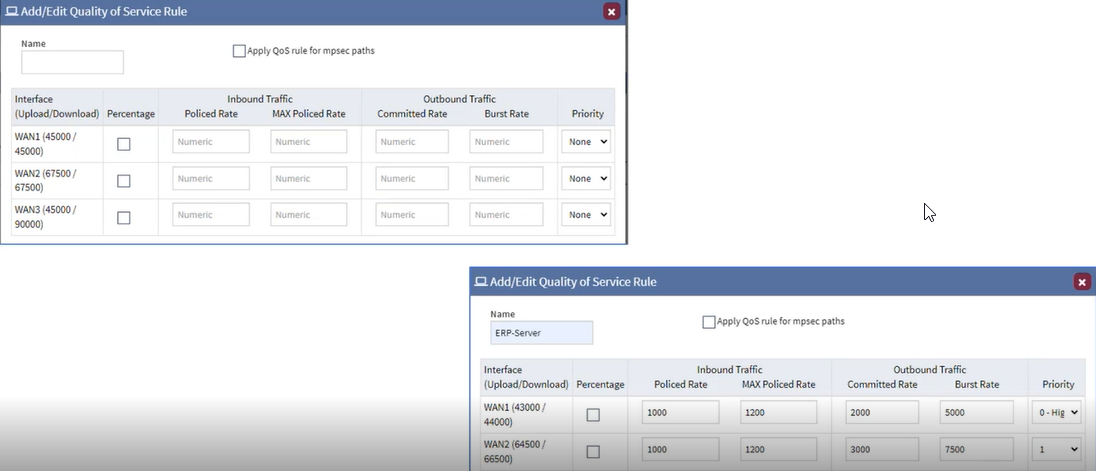 Add/Edit Quality of Service Rule
Name
Apply QoS rule for mpsec paths
Interface
(Upload/Download)
Percentage
Inbound Traffic
Policed Rate
MAX Policed Rate
Outbound Traffic
Committed Rate
Burst Rate
Priority
WAN1 (45000 /
45000)
Numeric
Numeric
Numeric
Numeric
None
WAN2 (67500 /
67500)
Numeric
Numeric
Numeric
Numeric
None
WAN3 (45000 /
90000)
Numeric
Numeric
Numeric
Numeric
None
Add/Edit Quality of Service Rule
Name
ERP-Server
Apply QoS rule for mpsec paths
Interface
(Upload/Download)
Percentage
Inbound Traffic
Policed Rate
MAX Policed Rate
Outbound Traffic
Committed Rate
Burst Rate
Priority
WAN1 (43000 /
44000)
1000
1200
2000
5000
0 - Hig
WAN2 (64500 /
66500)
1000
1200
3000
7500
1